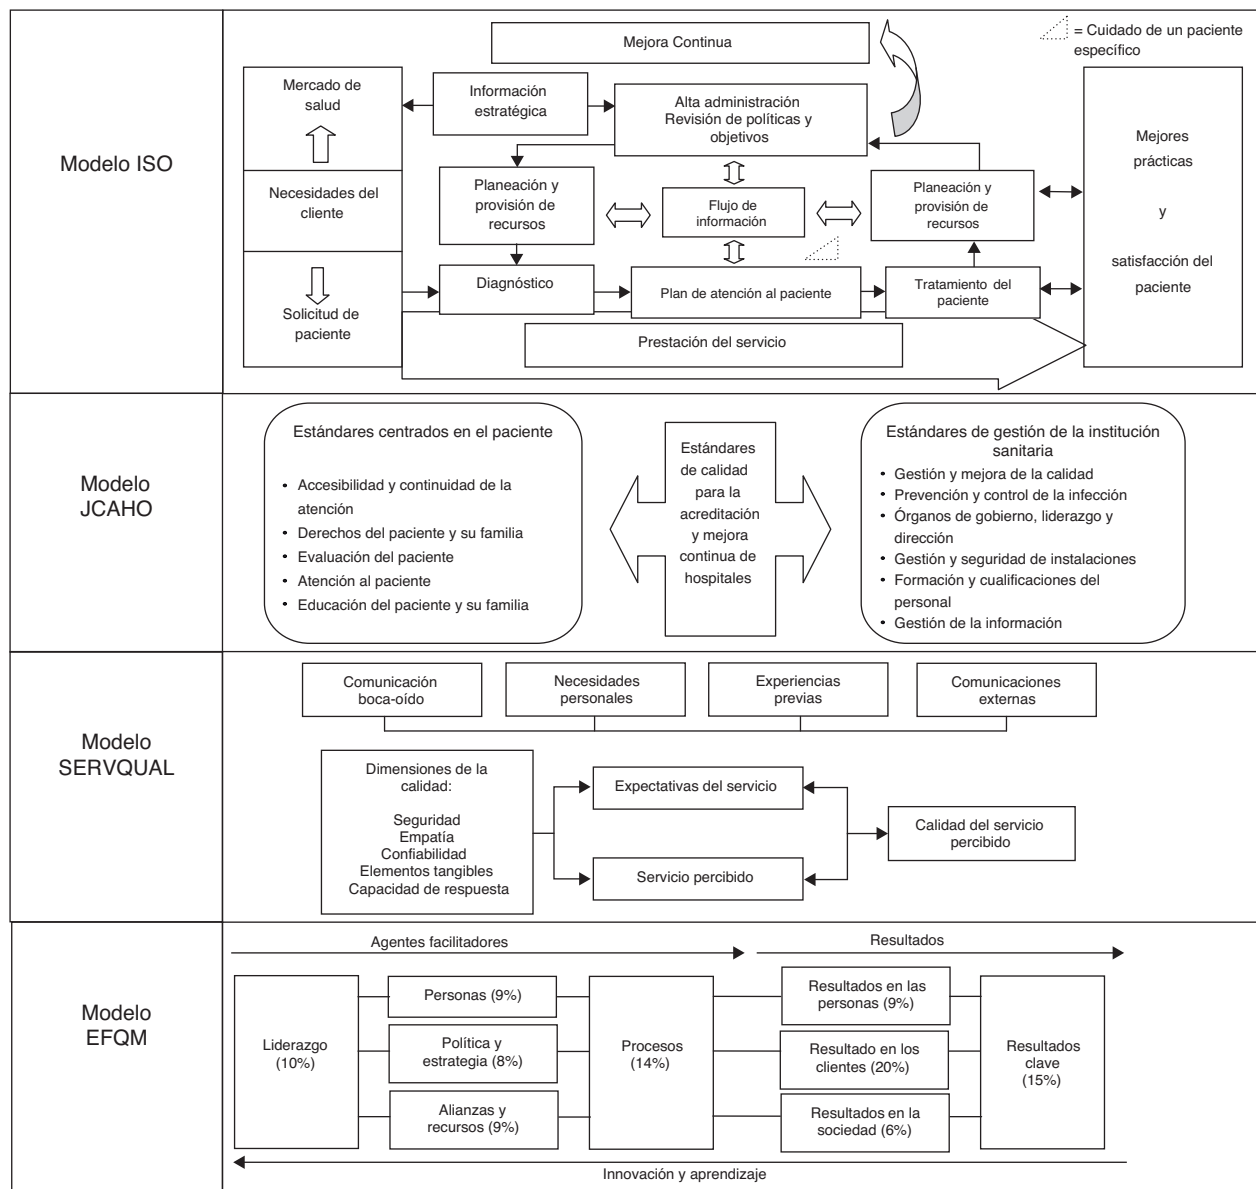 Modelo ISO
Mejora Continua
= Cuidado de un paciente
específico
Mercado de
salud
Necesidades del
cliente
Solicitud de
paciente
Información
estratégica
Alta administración
Revisión de políticas y
objetivos
Planeación y
provisión de
recursos
Flujo de
información
Planeación y
provisión de
recursos
Diagnóstico
Plan de atención al paciente
Tratamiento del
paciente
Prestación del servicio
Mejores
prácticas
y
satisfacción del
paciente
Modelo
JCAHO
Estándares centrados en el paciente
• Accesibilidad y continuidad de la
atención
• Derechos del paciente y su familia
• Evaluación del paciente
• Atención al paciente
• Educación del paciente y su familia
Estándares
de calidad
para la
acreditación
y mejora
continua de
hospitales
Estándares de gestión de la institución
sanitaria
• Gestión y mejora de la calidad
• Prevención y control de la infección
• Órganos de gobierno, liderazgo y
dirección
• Gestión y seguridad de instalaciones
• Formación y cualificaciones del
personal
• Gestión de la información
Modelo
SERVQUAL
Comunicación
boca-oído
Necesidades
personales
Experiencias
previas
Comunicaciones
externas
Dimensiones de la
calidad:
Seguridad
Empatía
Confiabilidad
Elementos tangibles
Capacidad de respuesta
Expectativas del servicio
Servicio percibido
Calidad del servicio
percibido
Modelo
EFQM
Agentes facilitadores
Resultados
Liderazgo
(10%)
Personas (9%)
Política y
estrategia (8%)
Alianzas y
recursos (9%)
Procesos
(14%)
Resultados en las
personas (9%)
Resultado en los
clientes (20%)
Resultados en la
sociedad (6%)
Resultados
clave
(15%)
Innovación y aprendizaje